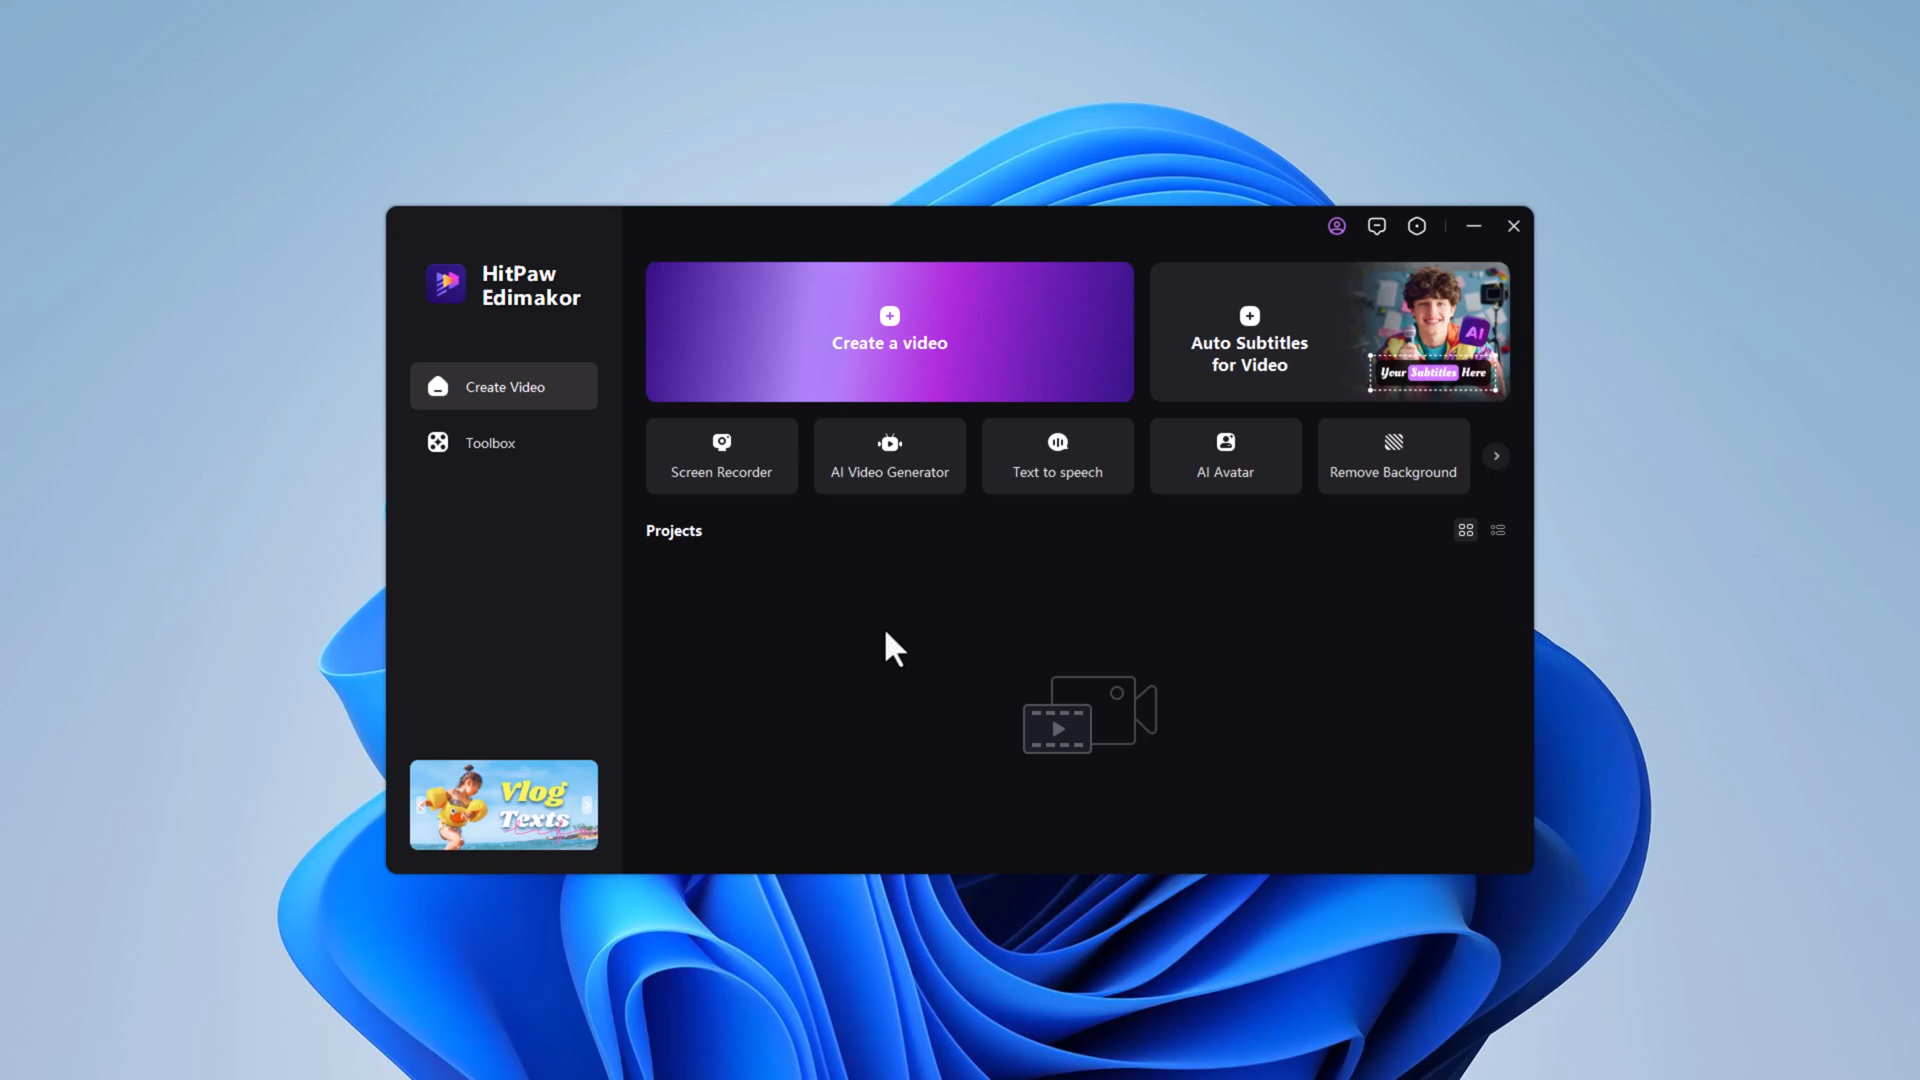 HitPaw
Edimakor
Create Video
Toolbox
Vlog
Texts
Create a video
Auto Subtitles
for Video
AI
Your Subtitles Here
Screen Recorder
AI Video Generator
Text to speech
AI Avatar
Remove Background
Projects